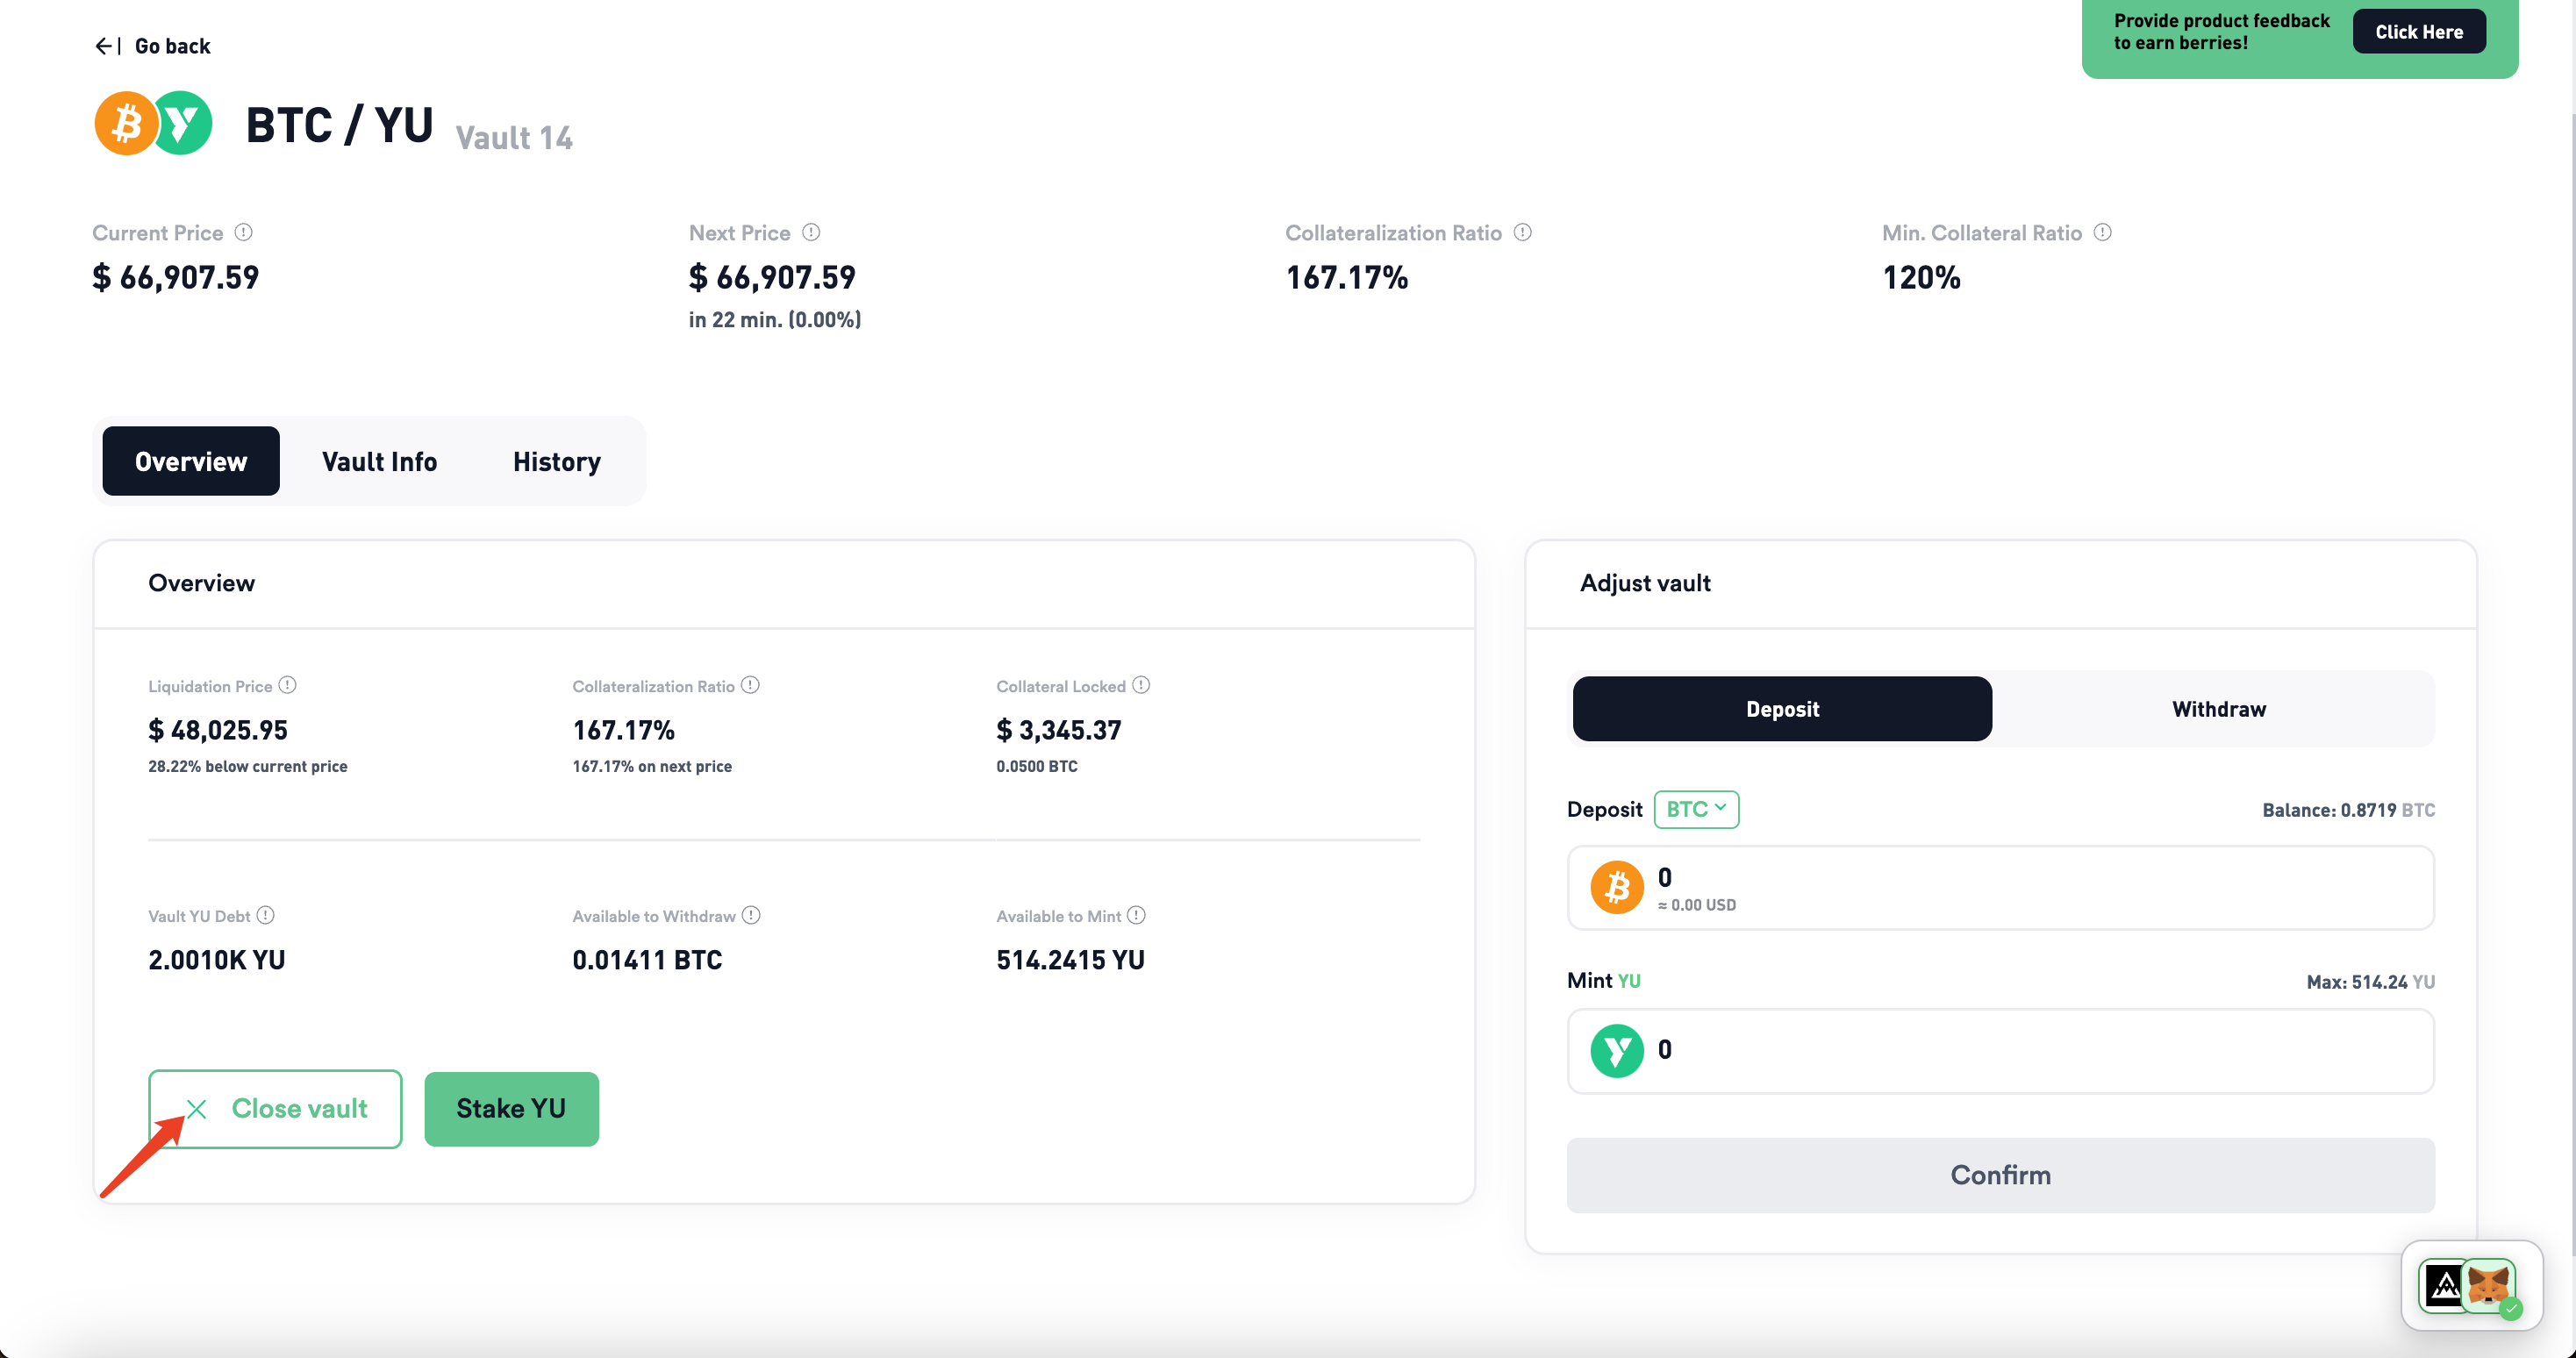 Provide product feedback
to earn berries!
Click Here
Go back
BTC / YU Vault 14
Current Price
$ 66,907.59
Next Price
$ 66,907.59
in 22 min. (0.00%)
Collateralization Ratio
167.17%
Min. Collateral Ratio
120%
Overview
Vault Info
History
Overview
Liquidation Price
$ 48,025.95
28.22% below current price
Collateralization Ratio
167.17%
167.17% on next price
Collateral Locked
$ 3,345.37
0.0500 BTC
Vault YU Debt
2.0010K YU
Available to Withdraw
0.01411 BTC
Available to Mint
514.2415 YU
Close vault
Stake YU
Adjust vault
Deposit
Withdraw
Deposit BTC
Balance: 0.8719 BTC
0
≈ 0.00 USD
Mint YU
Max: 514.24 YU
0
Confirm